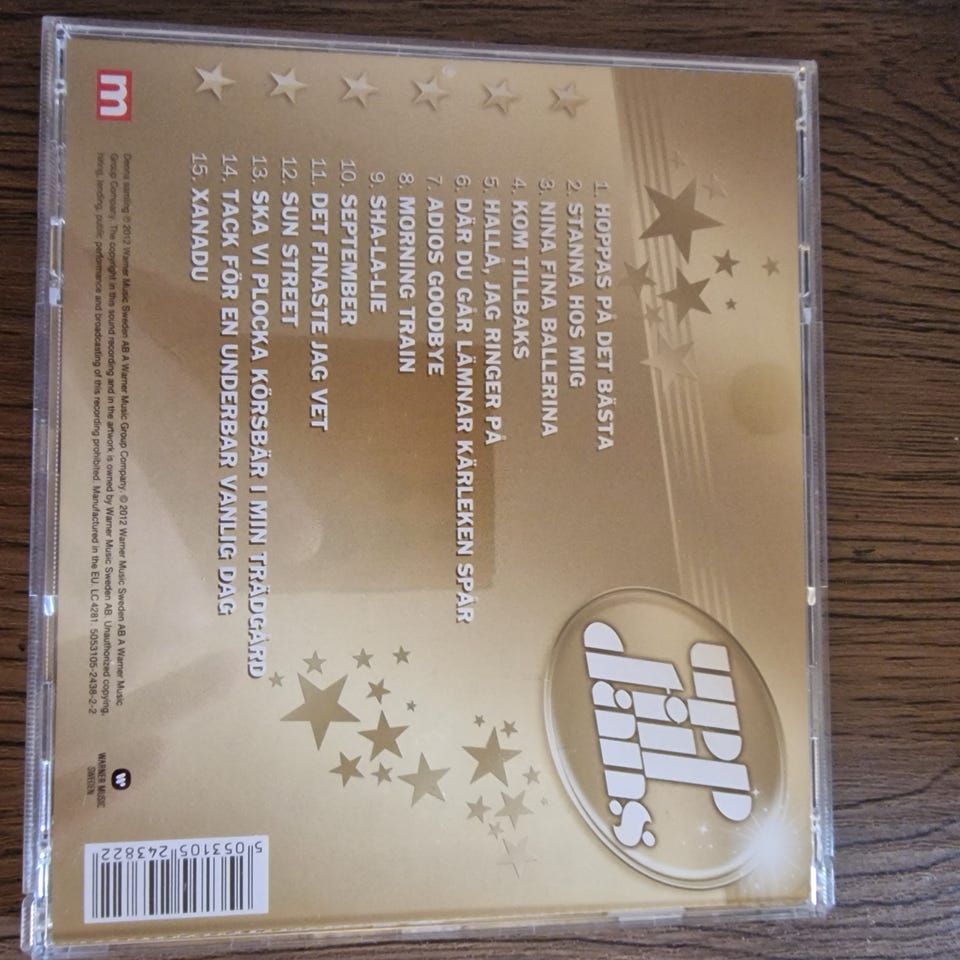 upp
till
dans
1. HOPPAS PÅ DET BÄSTA
2. STANNA HOS MIG
3. NINNA FINA BALLERINA
4. KOM TILLBAKS
5. HALLÅ, JAG RINGER PÅ
6. DÄR DU GÅR LÄMNAR KÄRLEKEN SPÅR
7. ADIOS GOODBYE
8. MORNING TRAIN
9. SHA-LA-LIE
10. SEPTEMBER
11. DET FINASTE JAG VET
12. SUN STREET
13. SKA VI PLOCKA KÖRSBÄR I MIN TRÄDGÅRD
14. TACK FÖR EN UNDERBAR VANLIG DAG
15. XANADU
m
Denna samling ℗ 2012 Warner Music Sweden AB A Warner Music Group Company. © 2012 Warner Music Sweden AB A Warner Music
Group Company. The copyright in this sound recording and in the artwork is owned by Warner Music Sweden AB. Unauthorized copying,
hiring, lending, public performance and broadcasting of this recording prohibited. Manufactured in the EU. LC 4281. 5053105-2438-2-2
WARNER MUSIC
SWEDEN
5 053105 243822